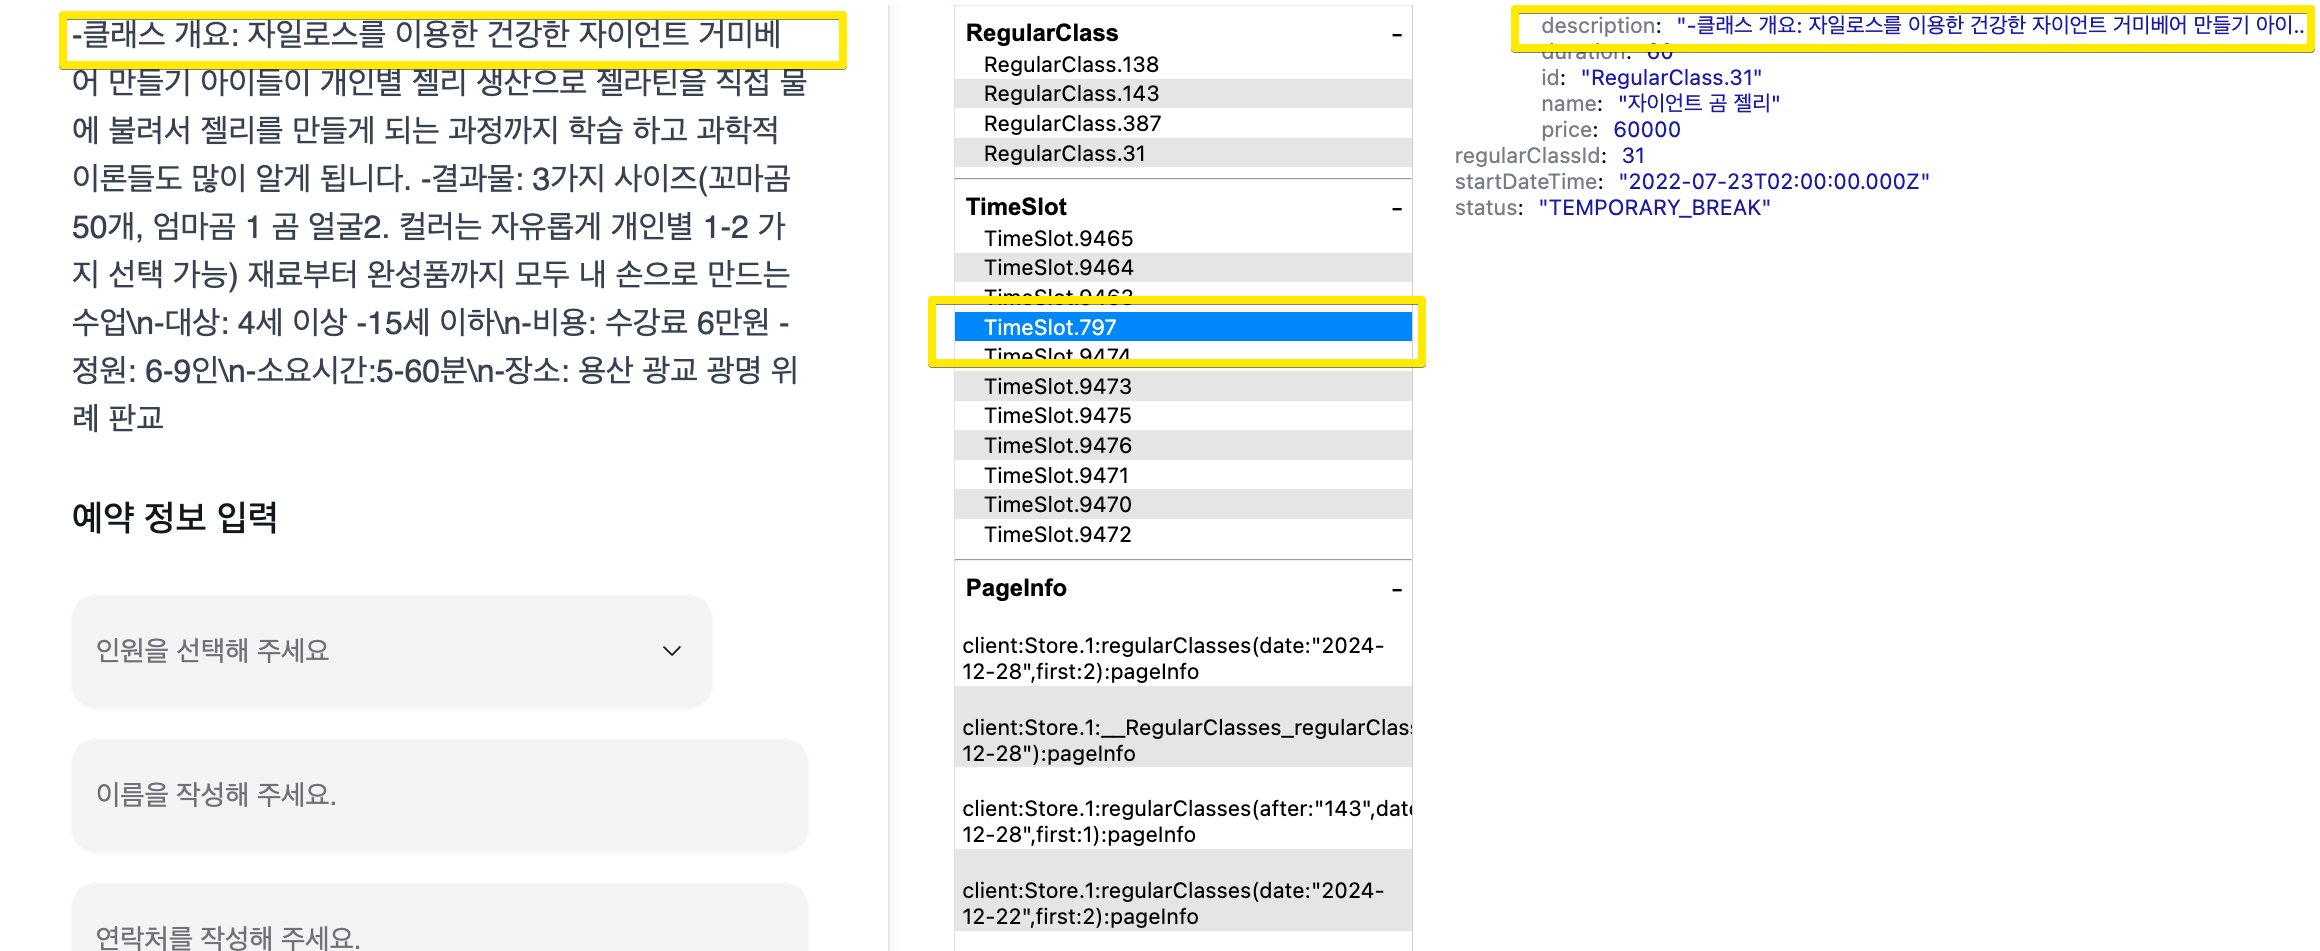 -클래스 개요: 자일로스를 이용한 건강한 자이언트 거미베
어 만들기 아이들이 개인별 젤리 생산으로 젤라틴을 직접 물
에 불려서 젤리를 만들게 되는 과정까지 학습 하고 과학적
이론들도 많이 알게 됩니다. -결과물: 3가지 사이즈(꼬마곰
50개, 엄마곰 1 곰 얼굴2. 컬러는 자유롭게 개인별 1-2 가
지 선택 가능) 재료부터 완성품까지 모두 내 손으로 만드는
수업\n-대상: 4세 이상 -15세 이하\n-비용: 수강료 6만원 -
정원: 6-9인\n-소요시간:5-60분\n-장소: 용산 광교 광명 위
례 판교
예약 정보 입력
인원을 선택해 주세요
이름을 작성해 주세요.
연락처를 작성해 주세요.
RegularClass -
RegularClass.138
RegularClass.143
RegularClass.387
RegularClass.31
TimeSlot -
TimeSlot.9465
TimeSlot.9464
TimeSlot.9463
TimeSlot.797
TimeSlot.9474
TimeSlot.9473
TimeSlot.9475
TimeSlot.9476
TimeSlot.9471
TimeSlot.9470
TimeSlot.9472
PageInfo -
client:Store.1:regularClasses(date:"2024-
12-28",first:2):pageInfo
client:Store.1:__RegularClasses_regularClas
12-28"):pageInfo
client:Store.1:regularClasses(after:"143",dat
12-28",first:1):pageInfo
client:Store.1:regularClasses(date:"2024-
12-22",first:2):pageInfo
description: "-클래스 개요: 자일로스를 이용한 건강한 자이언트 거미베어 만들기 아이..
duration: 60
id: "RegularClass.31"
name: "자이언트 곰 젤리"
price: 60000
regularClassId: 31
startDateTime: "2022-07-23T02:00:00.000Z"
status: "TEMPORARY_BREAK"